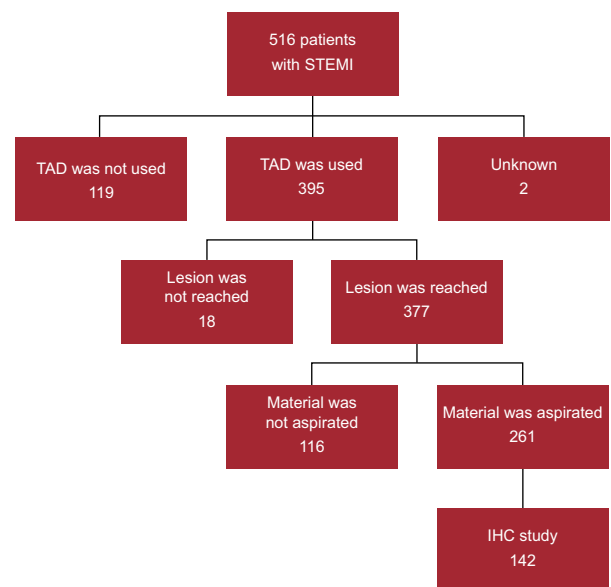 516 patients
with STEMI
TAD was not used
119
TAD was used
395
Unknown
2
Lesion was
not reached
18
Lesion was reached
377
Material was
not aspirated
116
Material was aspirated
261
IHC study
142